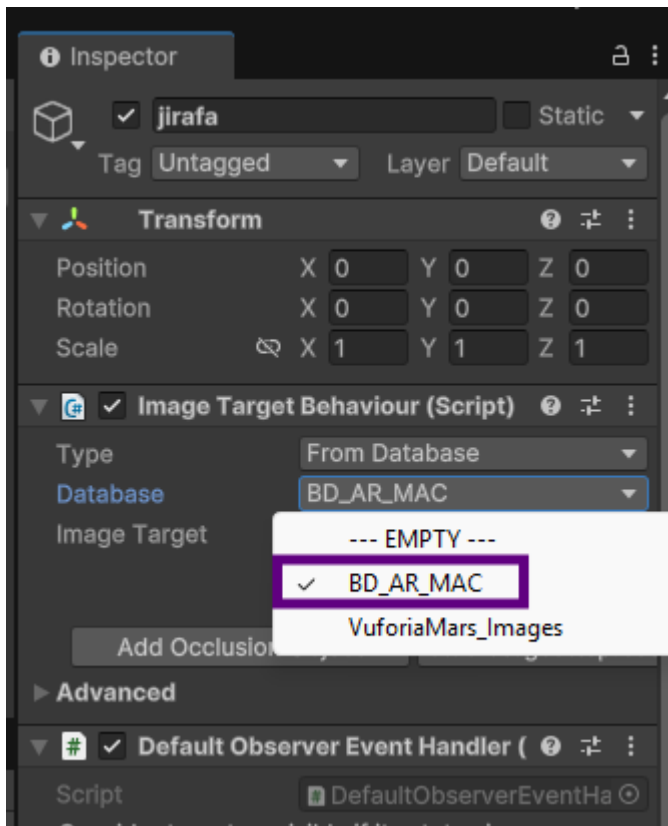 Inspector
jirafa Static
Tag Untagged Layer Default
Transform
Position X 0 Y 0 Z 0
Rotation X 0 Y 0 Z 0
Scale X 1 Y 1 Z 1
Image Target Behaviour (Script)
Type From Database
Database BD_AR_MAC
Image Target
--- EMPTY ---
BD_AR_MAC
VuforiaMars_Images
Add Occlusion
Advanced
# Default Observer Event Handler (
Script # DefaultObserverEventHa